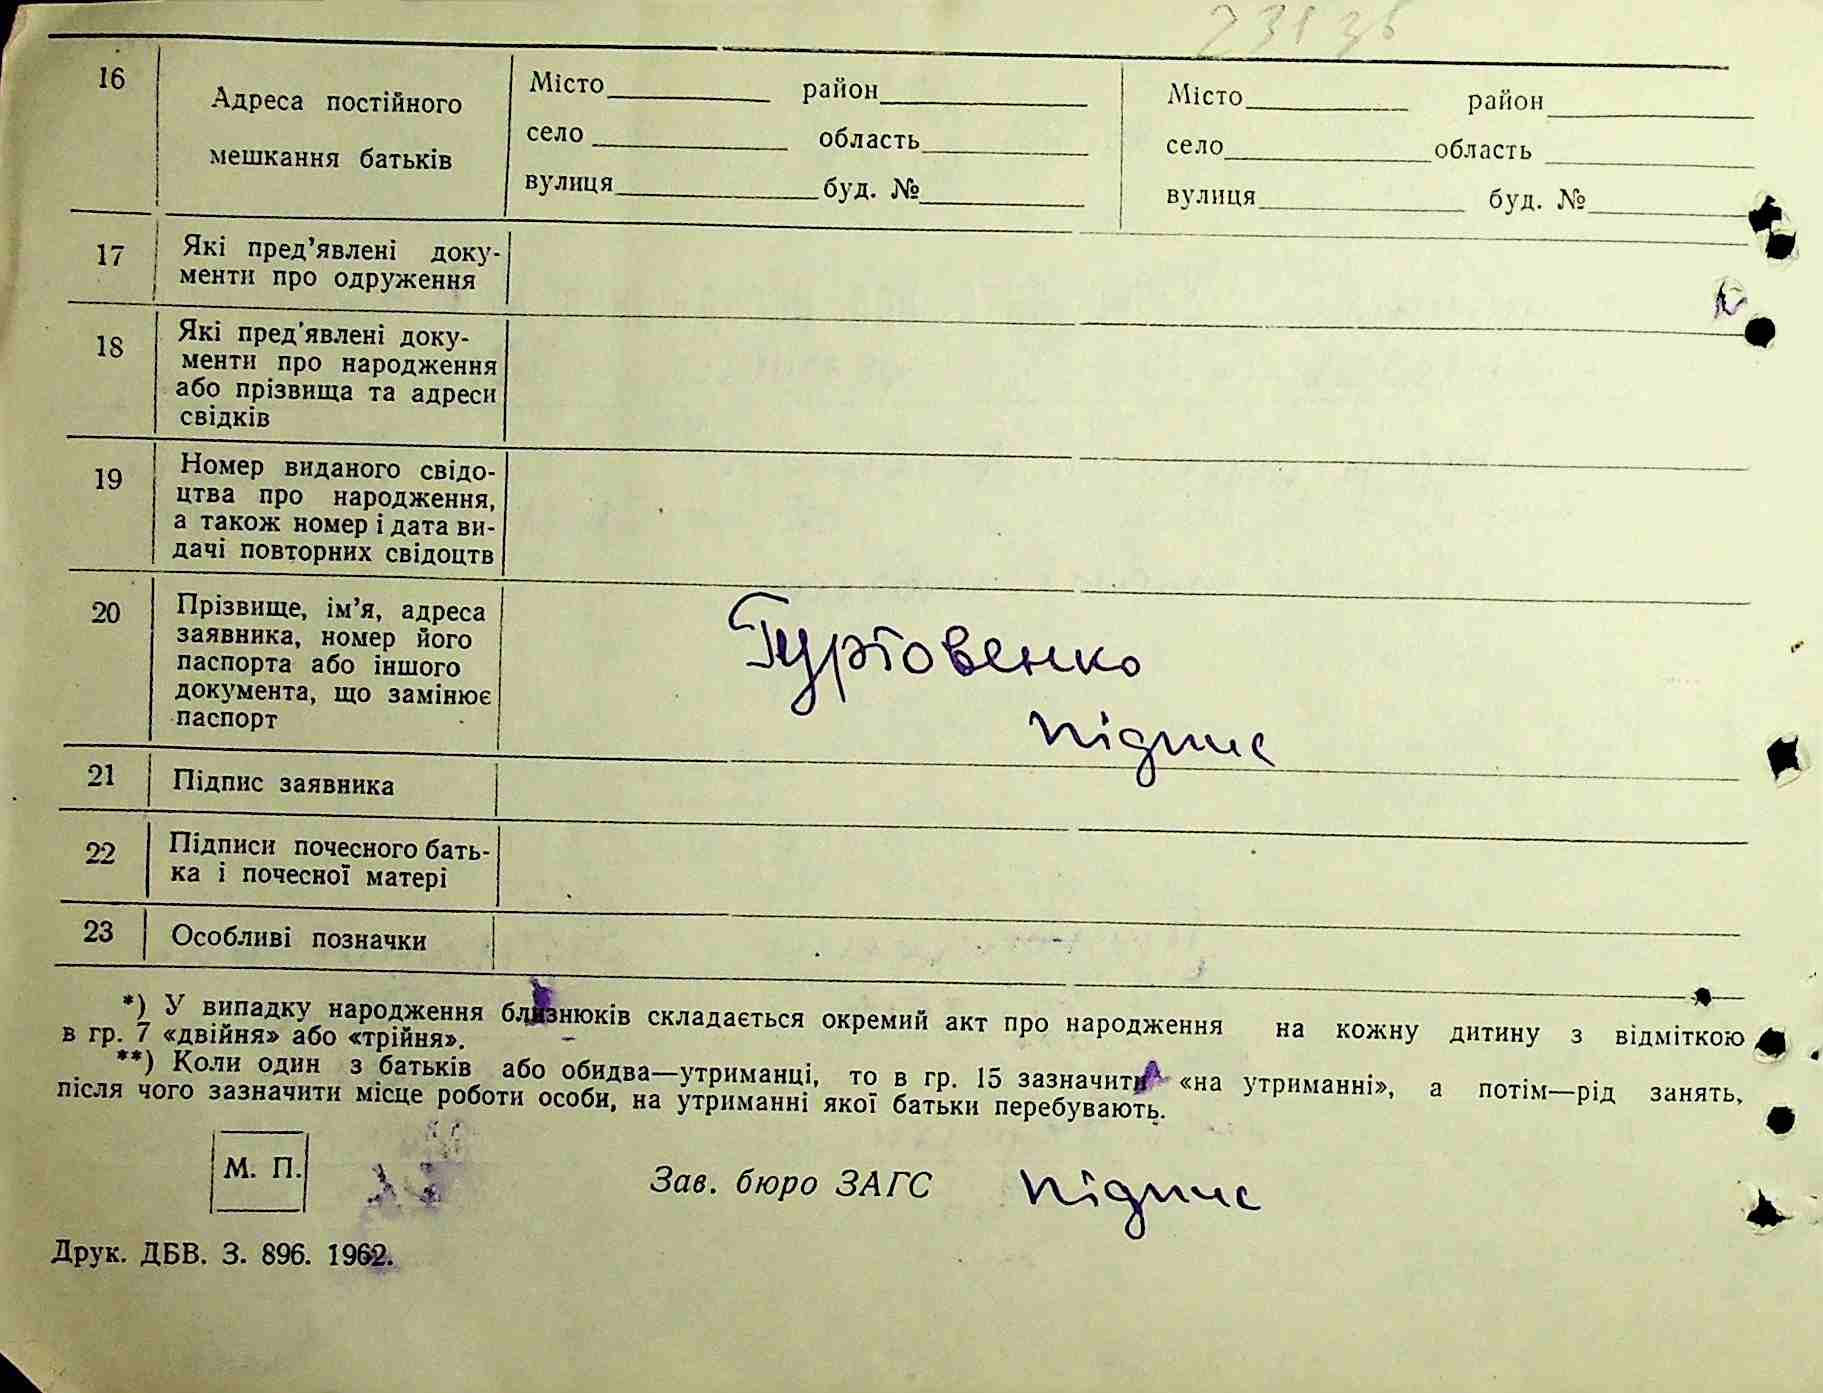 16
Адреса постійного
мешкання батьків
Місто район
село область
вулиця буд. №
Місто район
село область
вулиця буд. №
17
Які пред’явлені доку-
менти про одруження
18
Які пред’явлені доку-
менти про народження
або прізвища та адреси
свідків
19
Номер виданого свідо-
цтва про народження,
а також номер і дата ви-
дачі повторних свідоцтв
20
Прізвище, ім’я, адреса
заявника, номер його
паспорта або іншого
документа, що замінює
паспорт
Гуртовенко
підпис
21
Підпис заявника
22
Підписи почесного бать-
ка і почесної матері
23
Особливі позначки
*) У випадку народження близнюків складається окремий акт про народження на кожну дитину з відміткою
в гр. 7 «двійня» або «трійня».
**) Коли один з батьків або обидва—утриманці, то в гр. 15 зазначити «на утриманні», а потім—рід занять,
після чого зазначити місце роботи особи, на утриманні якої батьки перебувають.
М. П.
Зав. бюро ЗАГС підпис
Друк. ДБВ. З. 896. 1962.